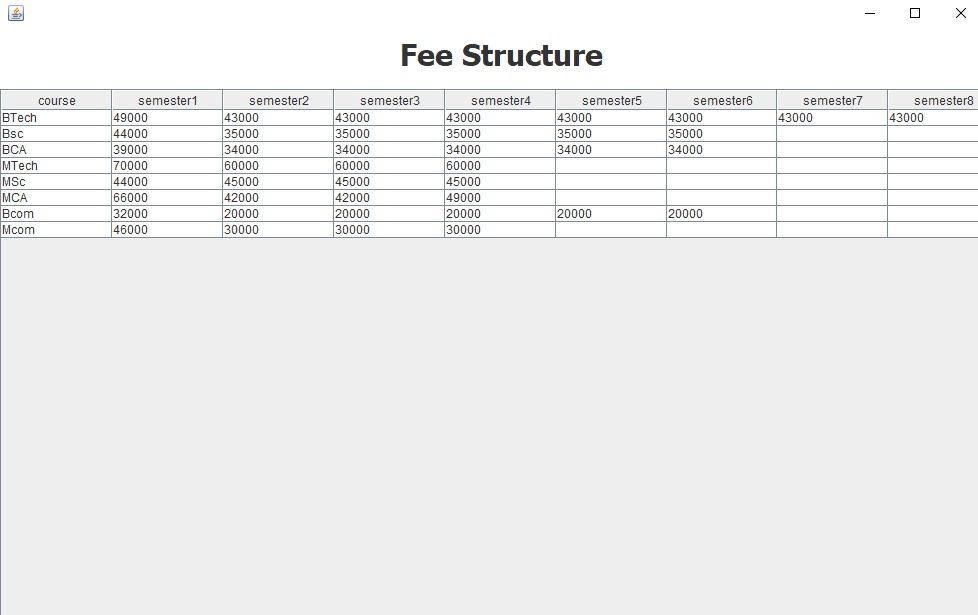 Fee Structure
course semester1 semester2 semester3 semester4 semester5 semester6 semester7 semester8
BTech 49000 43000 43000 43000 43000 43000 43000 43000
Bsc 44000 35000 35000 35000 35000 35000
BCA 39000 34000 34000 34000 34000 34000
MTech 70000 60000 60000 60000
MSc 44000 45000 45000 45000
MCA 66000 42000 42000 49000
Bcom 32000 20000 20000 20000 20000 20000
Mcom 46000 30000 30000 30000